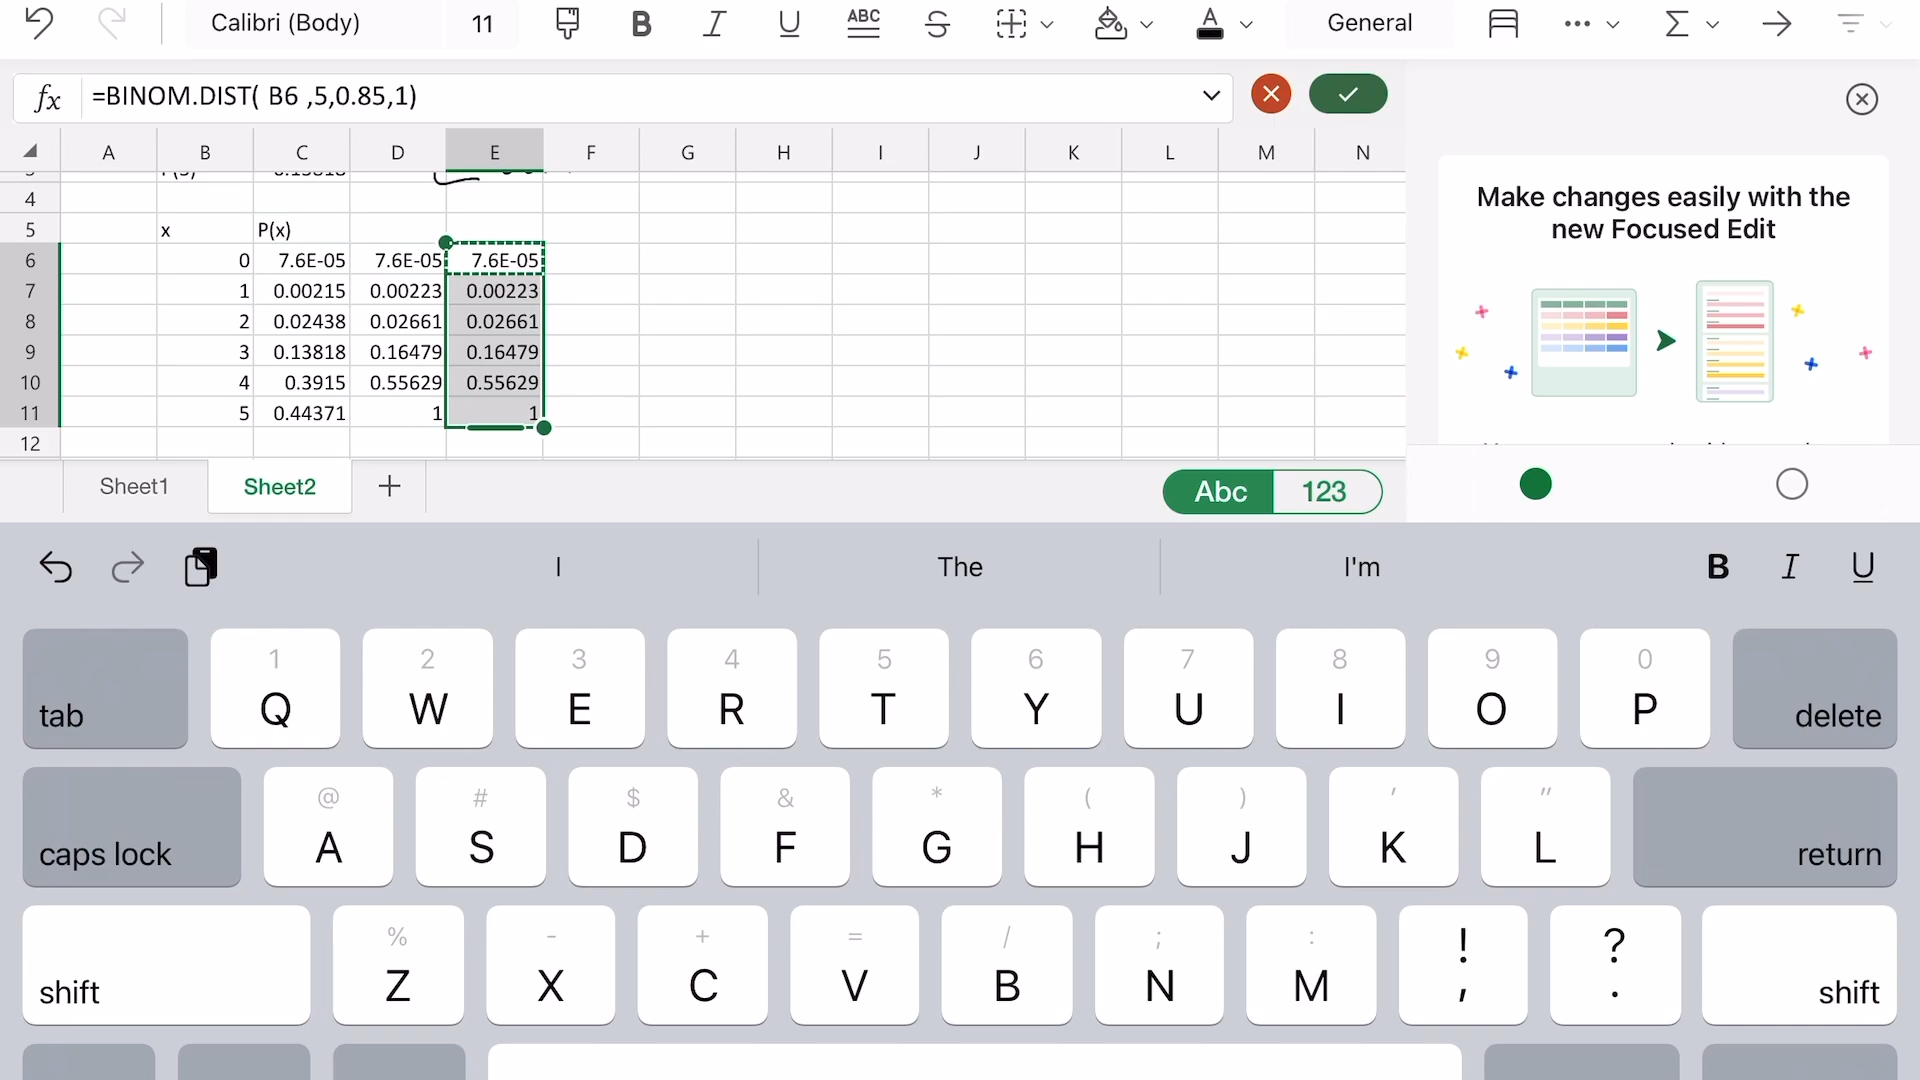 Calibri (Body) 11 B I U ABC S A General
fx =BINOM.DIST( B6 ,5,0.85,1)
A B C D E F G H I J K L M N
4
5 x P(x)
6 0 7.6E-05 7.6E-05 7.6E-05
7 1 0.00215 0.00223 0.00223
8 2 0.02438 0.02661 0.02661
9 3 0.13818 0.16479 0.16479
10 4 0.3915 0.55629 0.55629
11 5 0.44371 1 1
12
Make changes easily with the
new Focused Edit
Sheet1 Sheet2 Abc 123
I The I'm B I U
1 2 3 4 5 6 7 8 9 0
tab Q W E R T Y U I O P delete
@ # $ & * ( ) ' "
caps lock A S D F G H J K L return
% - + = / ; : ! ?
shift Z X C V B N M , . shift